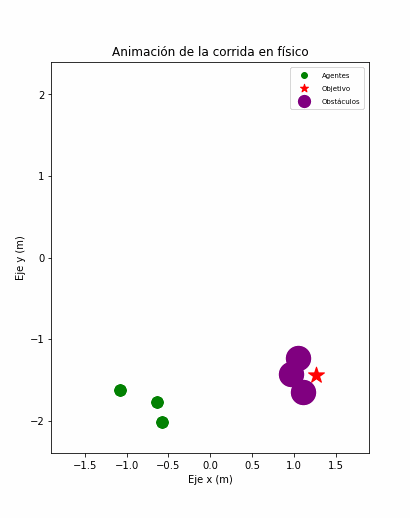 Animación de la corrida en físico
Agentes
Objetivo
Obstáculos
Eje y (m)
2
1
0
−1
−2
−1.5 −1.0 −0.5 0.0 0.5 1.0 1.5
Eje x (m)